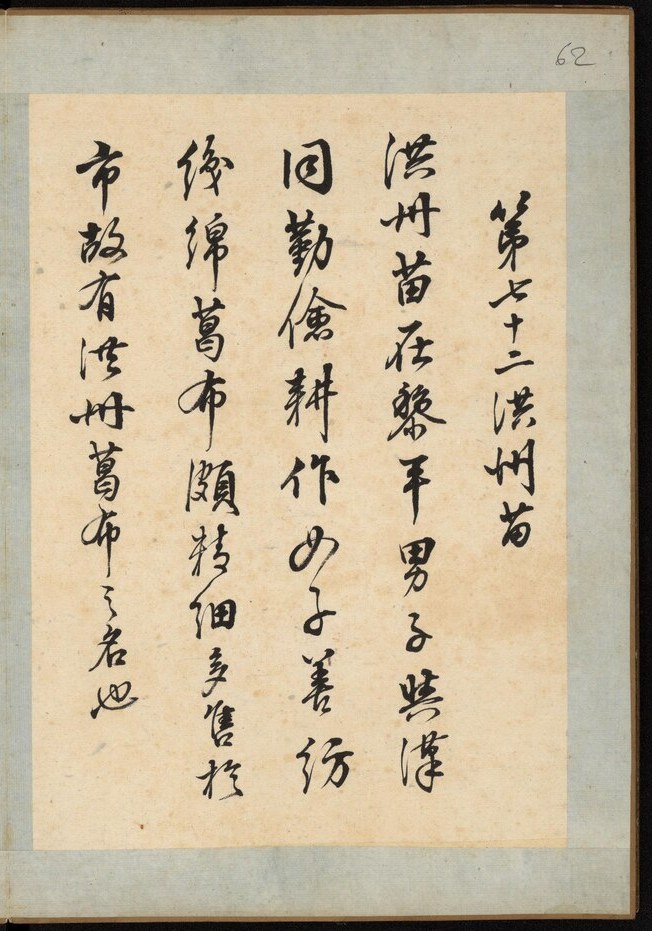 62
第七十二洪州苗
洪州苗在黎平男子與漢
同勤儉耕作女子善紡
綫綿葛布頗精細多售於
市故有洪州葛布之名也